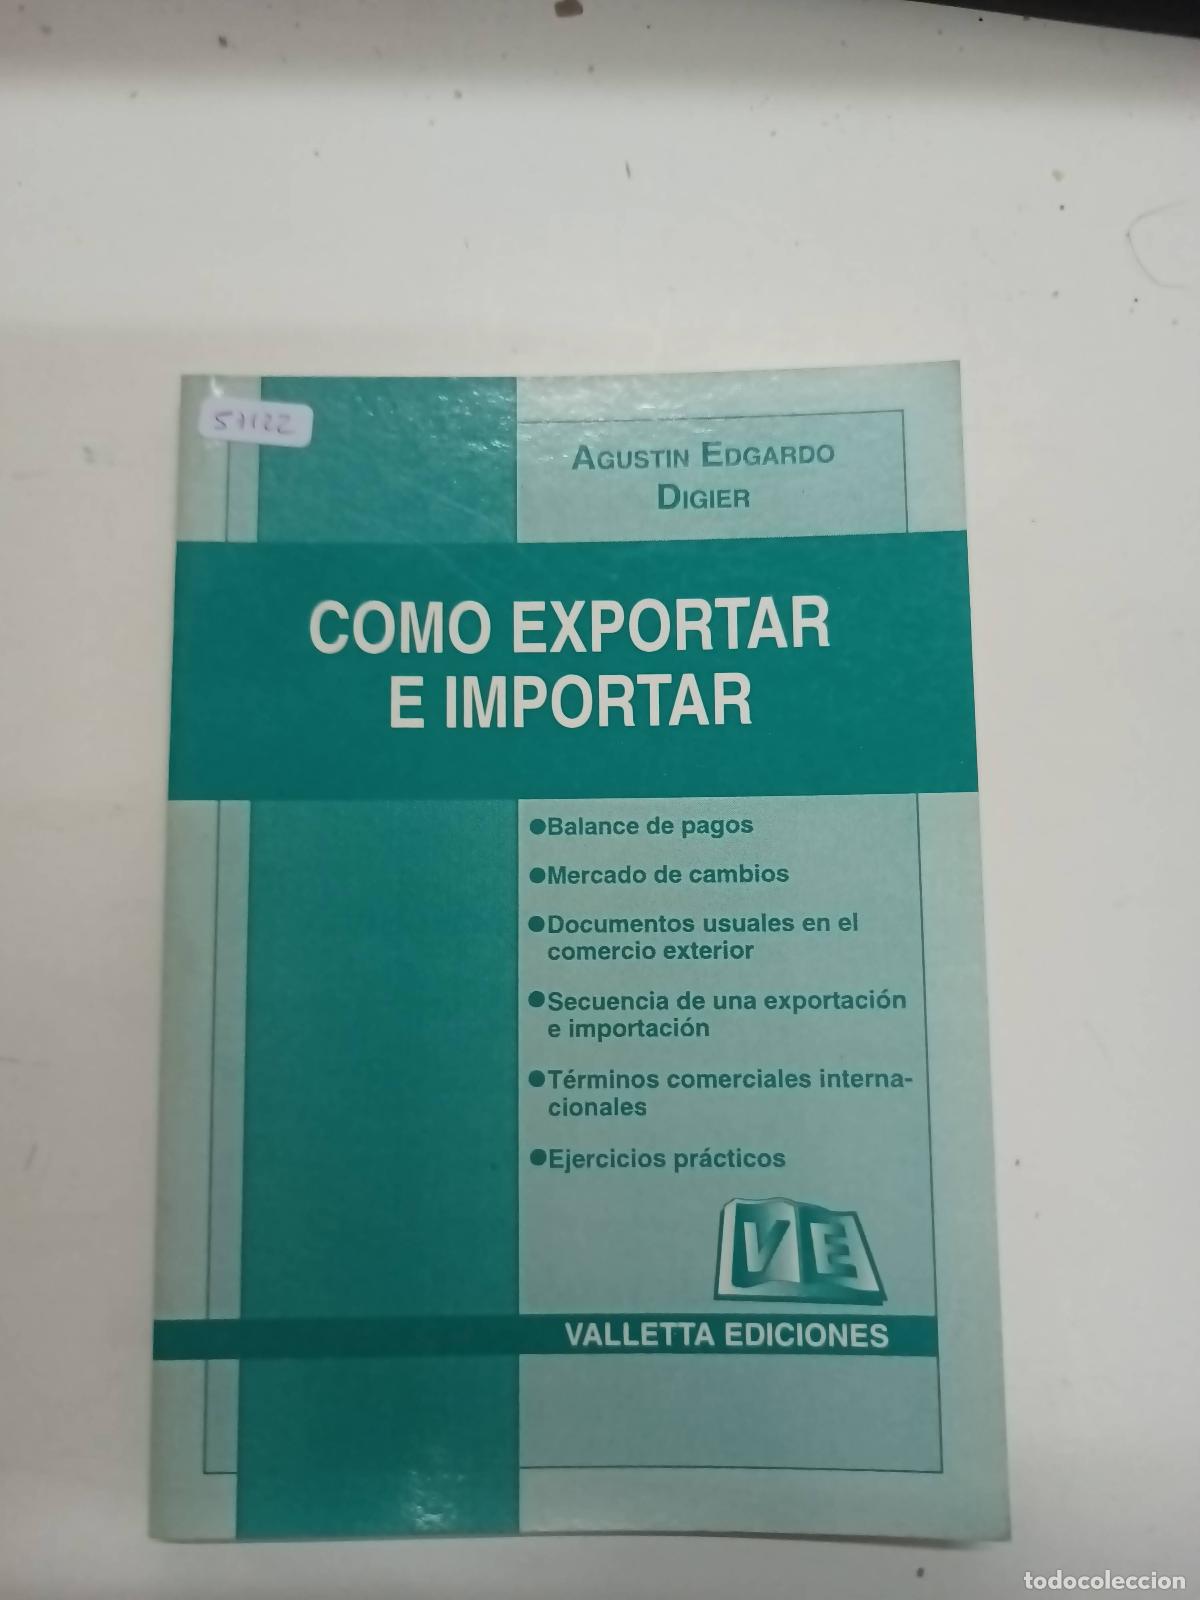 57122
AGUSTIN EDGARDO
DIGIER
COMO EXPORTAR
E IMPORTAR
●Balance de pagos
●Mercado de cambios
●Documentos usuales en el
comercio exterior
●Secuencia de una exportación
e importación
●Términos comerciales interna-
cionales
●Ejercicios prácticos
VE
VALLETTA EDICIONES
todocoleccion